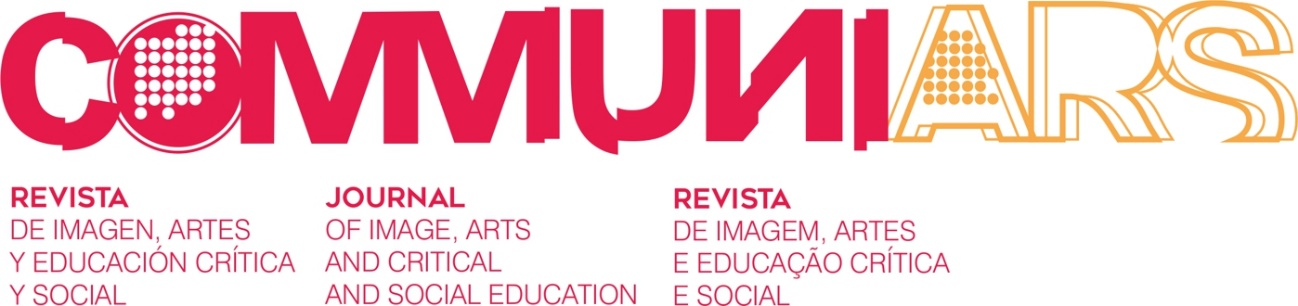 COMMUNIARS
REVISTA
DE IMAGEN, ARTES
Y EDUCACIÓN CRÍTICA
Y SOCIAL
JOURNAL
OF IMAGE, ARTS
AND CRITICAL
AND SOCIAL EDUCATION
REVISTA
DE IMAGEM, ARTES
E EDUCAÇÃO CRÍTICA
E SOCIAL